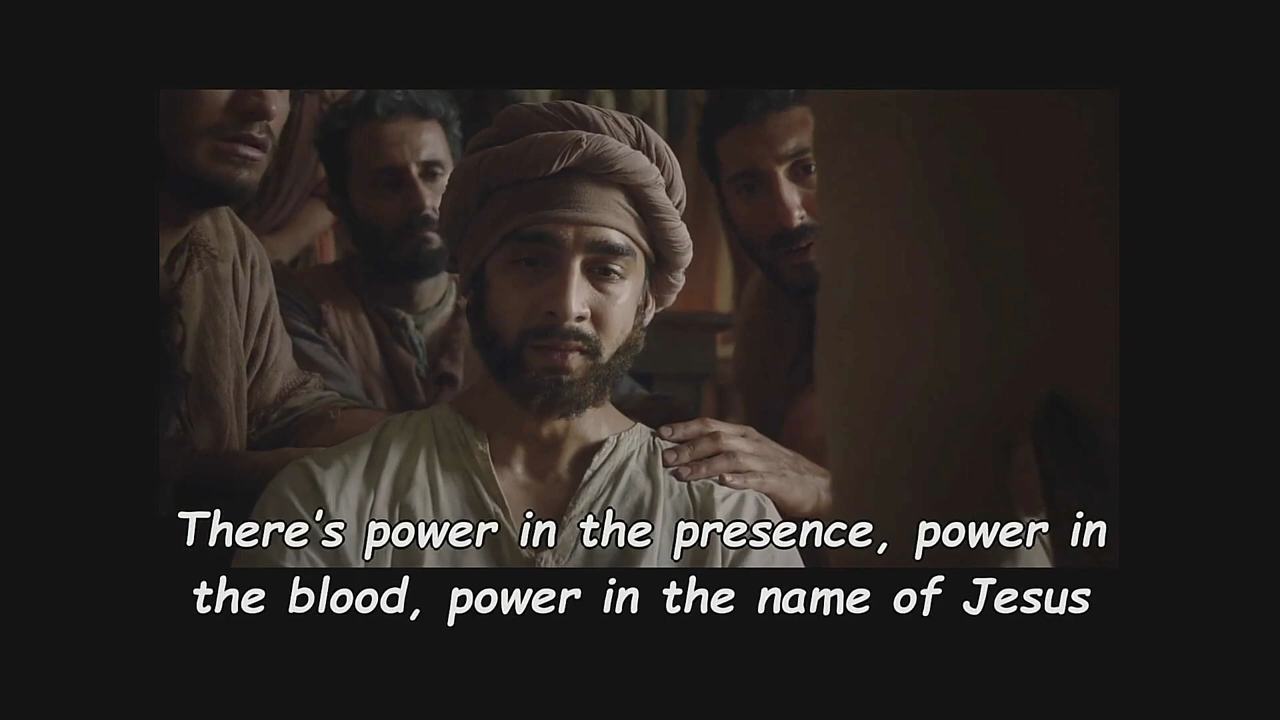 There's power in the presence, power in
the blood, power in the name of Jesus